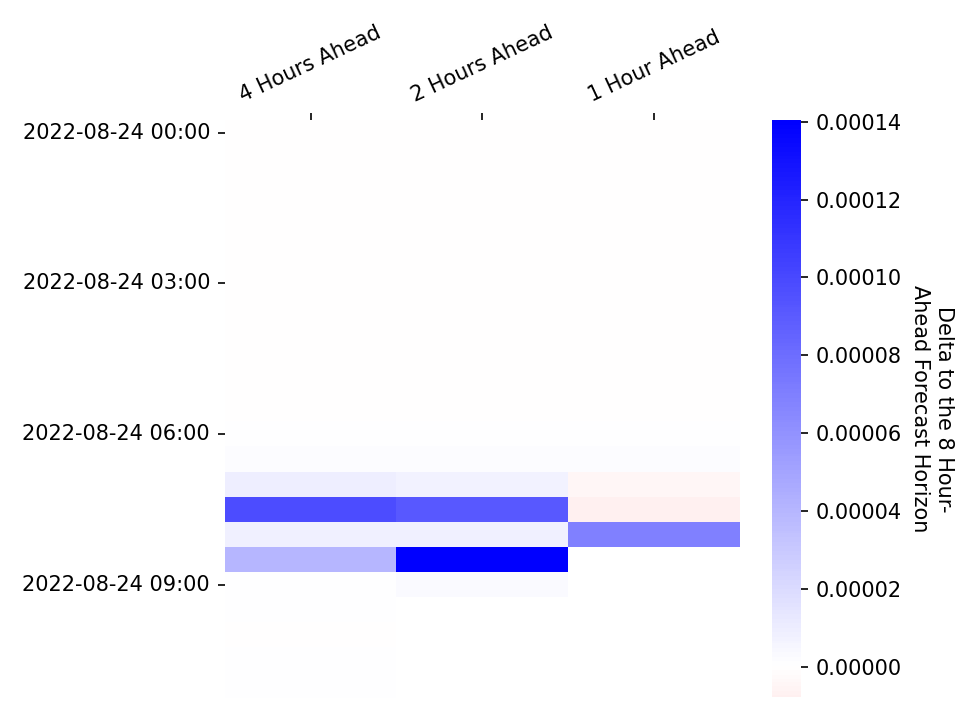 4 Hours Ahead
2 Hours Ahead
1 Hour Ahead
2022-08-24 00:00
2022-08-24 03:00
2022-08-24 06:00
2022-08-24 09:00
0.00014
0.00012
0.00010
0.00008
0.00006
0.00004
0.00002
0.00000
Delta to the 8 Hour-
Ahead Forecast Horizon